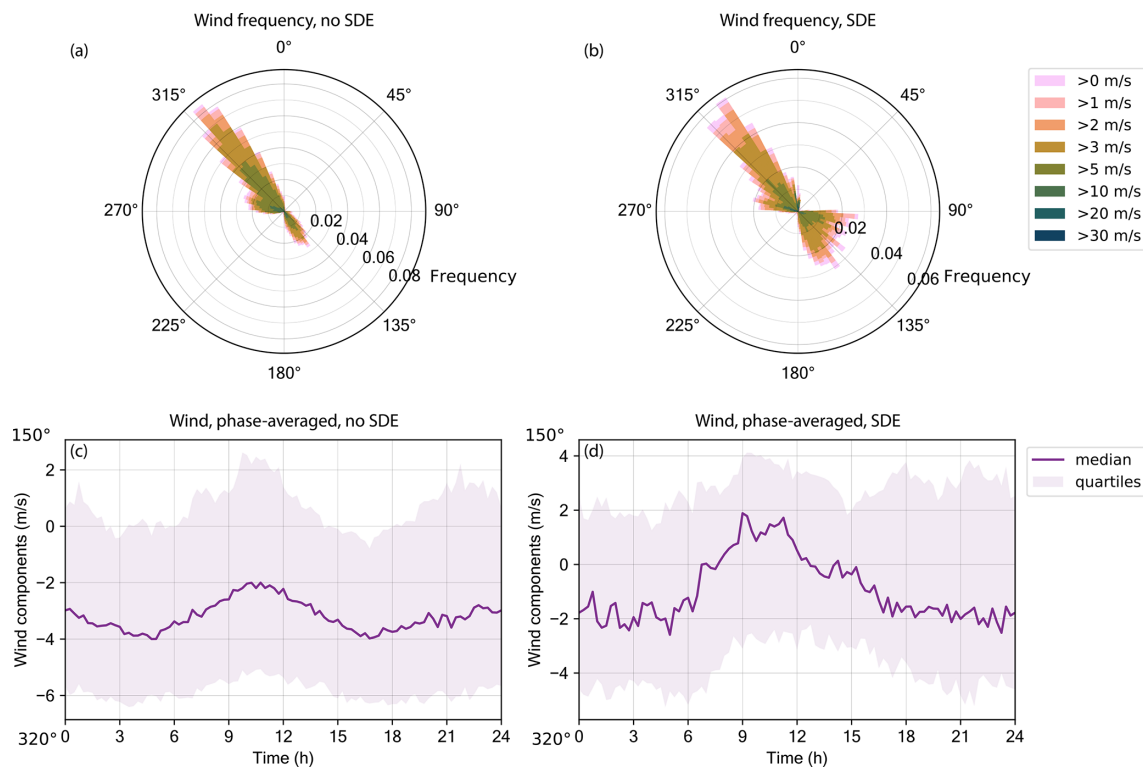 Wind frequency, no SDE
Wind frequency, SDE
(a)
0°
(b)
0°
315°
45°
315°
45°
>0 m/s
>1 m/s
>2 m/s
>3 m/s
>5 m/s
>10 m/s
>20 m/s
>30 m/s
270°
90°
270°
90°
0.02
0.04
0.06
0.08
Frequency
0.02
0.04
0.06
Frequency
225°
135°
225°
135°
180°
180°
Wind, phase-averaged, no SDE
Wind, phase-averaged, SDE
150°
(c)
2
0
−2
−4
−6
Wind components (m/s)
320°
0 3 6 9 12 15 18 21 24
Time (h)
150°
(d)
4
2
0
−2
−4
Wind components (m/s)
320°
0 3 6 9 12 15 18 21 24
Time (h)
median
quartiles